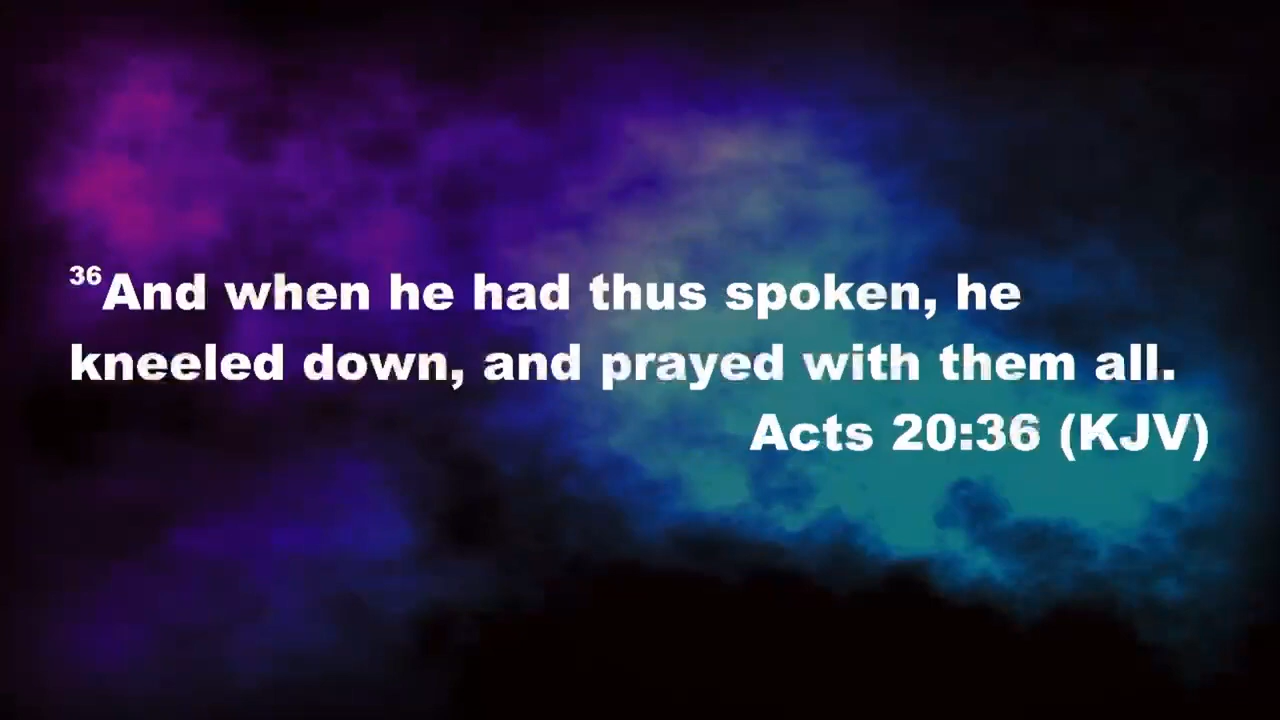 36And when he had thus spoken, he
kneeled down, and prayed with them all.
Acts 20:36 (KJV)